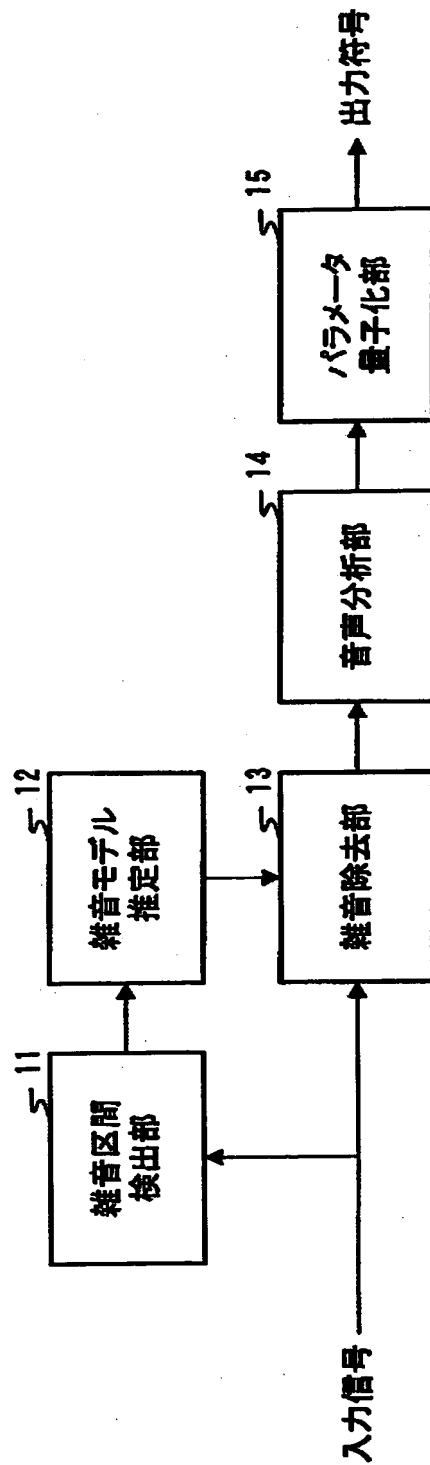 入力信号
11
雑音区間
検出部
12
雑音モデル
推定部
13
雑音除去部
14
音声分析部
15
パラメータ
量子化部
出力符号